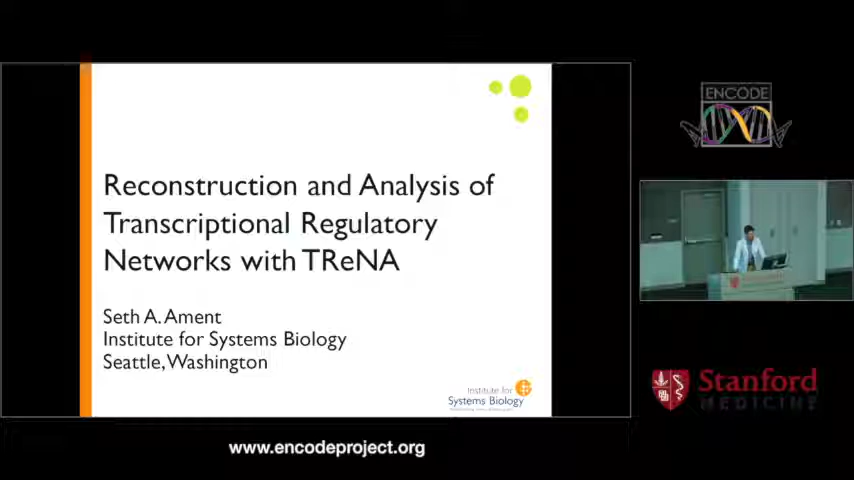 Reconstruction and Analysis of
Transcriptional Regulatory
Networks with TReNA
Seth A. Ament
Institute for Systems Biology
Seattle, Washington
Institute for
Systems Biology
ENCODE
Stanford
MEDICINE
www.encodeproject.org